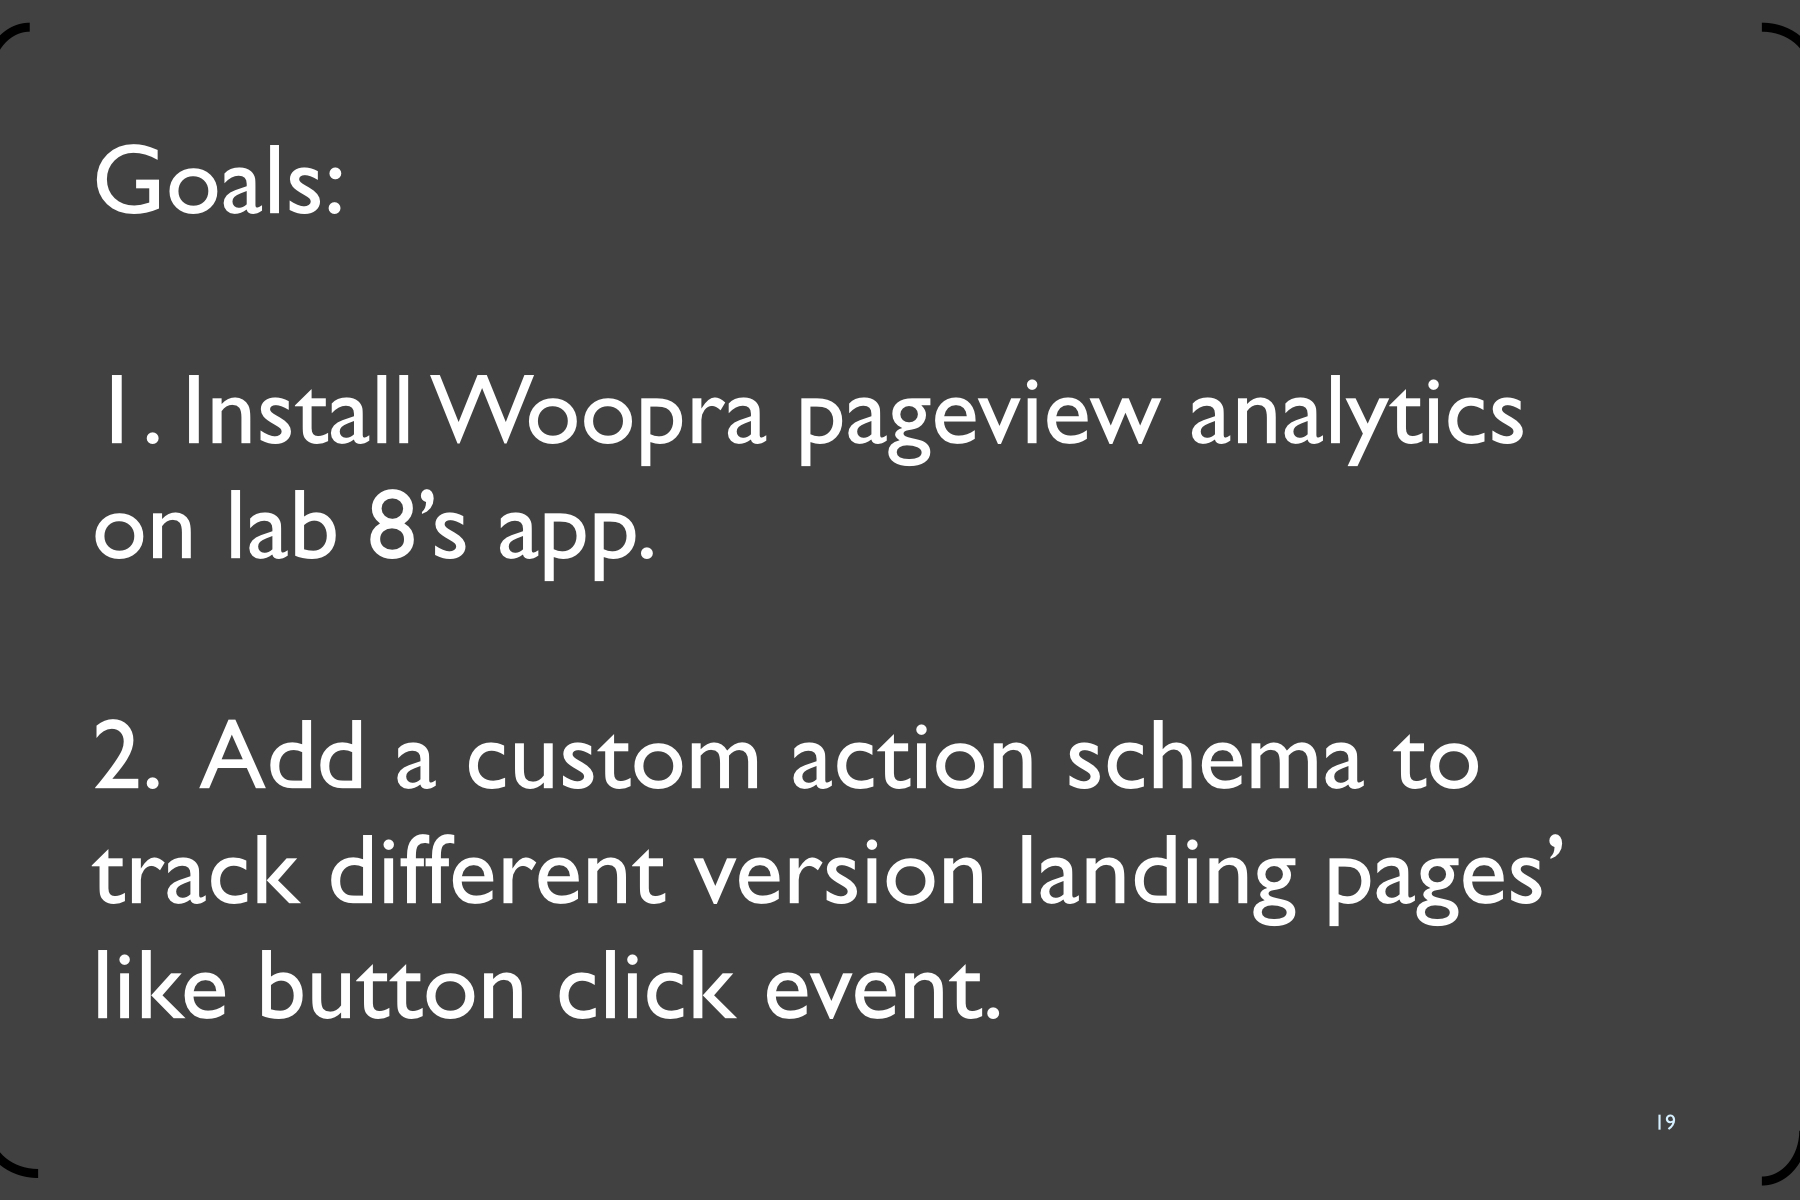 Goals:
1. Install Woopra pageview analytics
on lab 8’s app.
2. Add a custom action schema to
track different version landing pages’
like button click event.
19